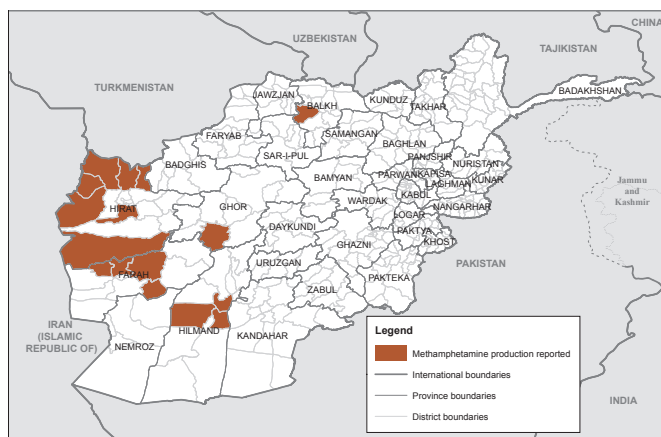 CHINA
UZBEKISTAN
TAJIKISTAN
TURKMENISTAN
BADAKHSHAN
JAWZJAN
BALKH
KUNDUZ
TAKHAR
FARYAB
SAMANGAN
BAGHLAN
BADGHIS
SAR-I-PUL
PANJSHIR
NURISTAN
BAMYAN
PARWAN
KAPISA
KUNAR
LAGHMAN
Jammu
and
Kashmir
HIRAT
GHOR
WARDAK
KABUL
NANGARHAR
LOGAR
DAYKUNDI
PAKTYA
GHAZNI
KHOST
URUZGAN
PAKISTAN
FARAH
PAKTEKA
ZABUL
IRAN
(ISLAMIC
REPUBLIC OF)
HILMAND
KANDAHAR
NEMROZ
Legend
Methamphetamine production reported
International boundaries
Province boundaries
District boundaries
INDIA